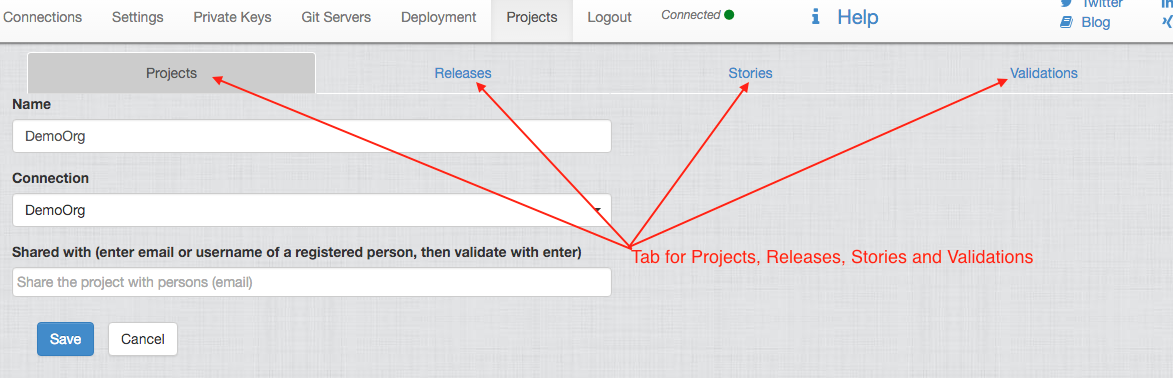 Connections Settings Private Keys Git Servers Deployment Projects Logout Connected Help Twitter
Blog
Projects Releases Stories Validations
Name
DemoOrg
Connection
DemoOrg
Shared with (enter email or username of a registered person, then validate with enter)
Tab for Projects, Releases, Stories and Validations
Share the project with persons (email)
Save Cancel